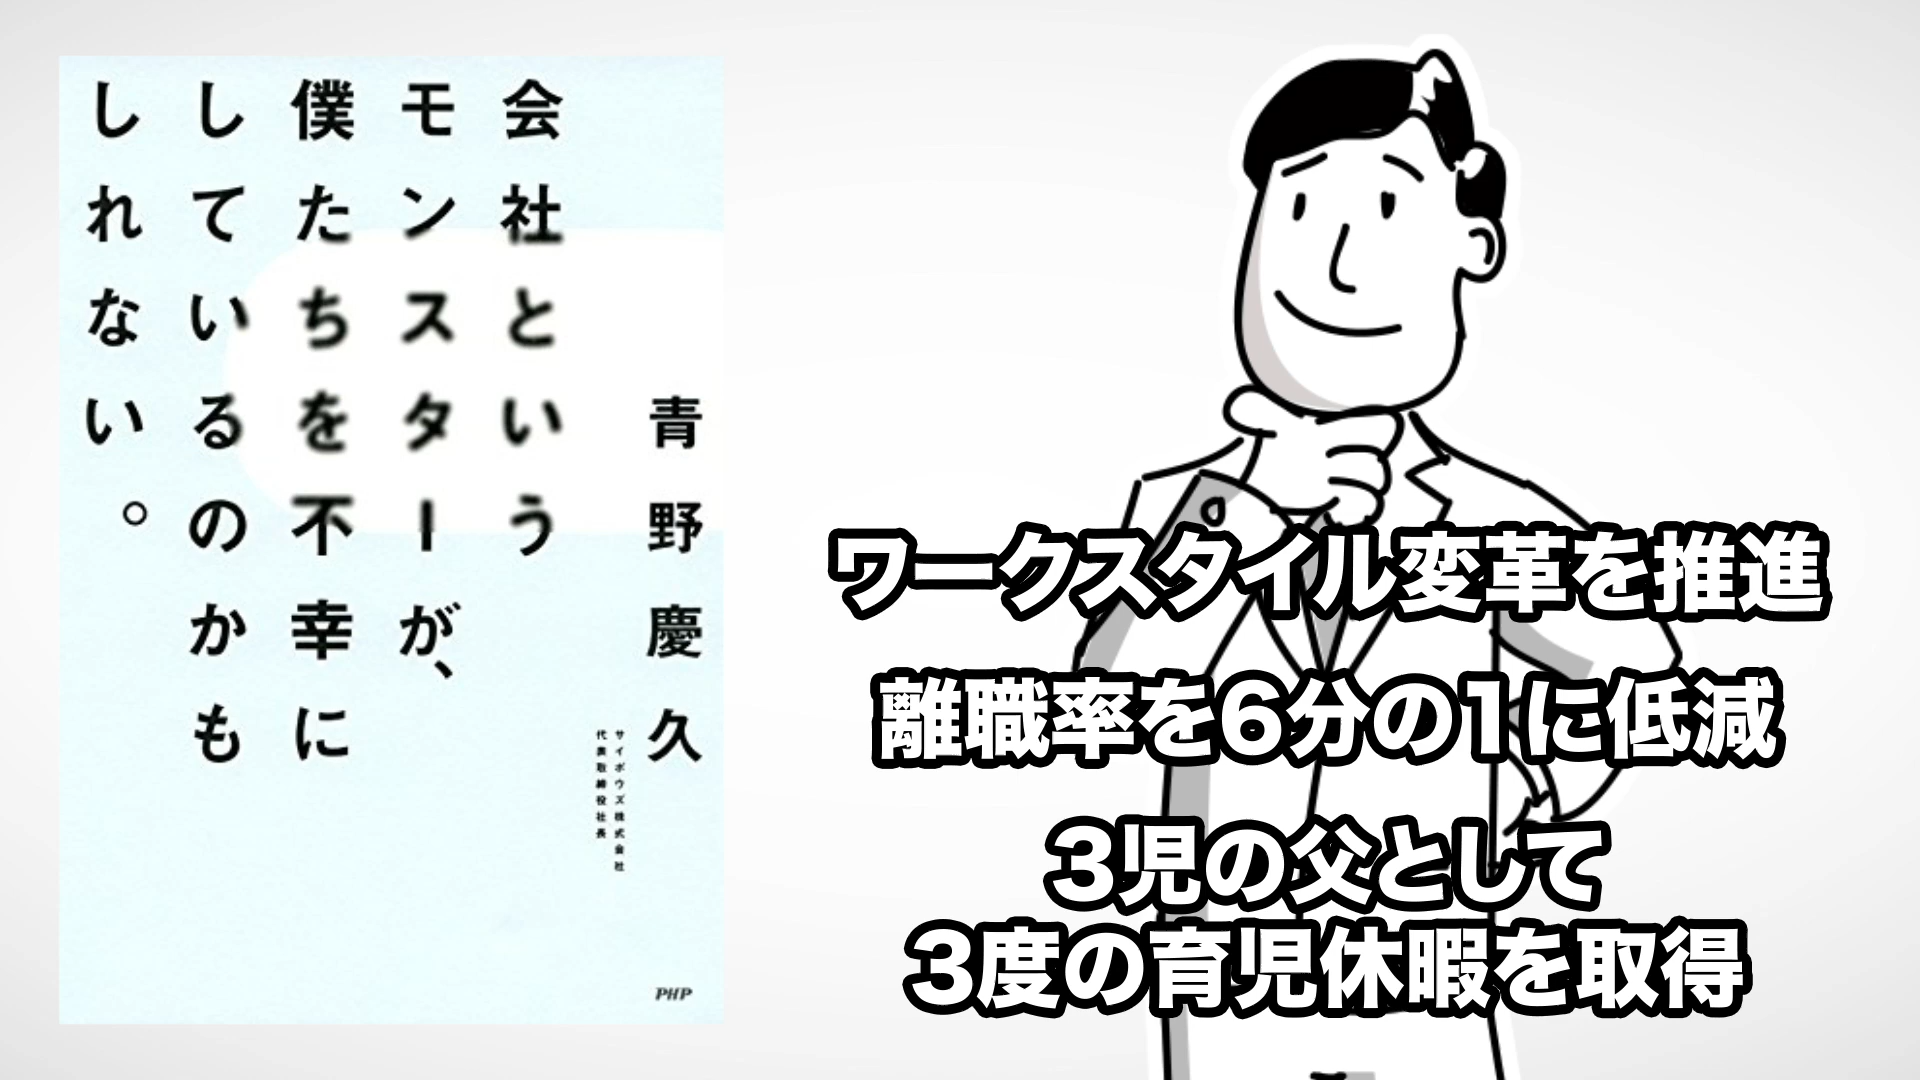 会社という
モンスターが、
僕たちを不幸に
しているのかも
しれない。
青野慶久
サイボウズ株式会社
代表取締役社長
PHP
ワークスタイル変革を推進
離職率を6分の1に低減
3児の父として
3度の育児休暇を取得